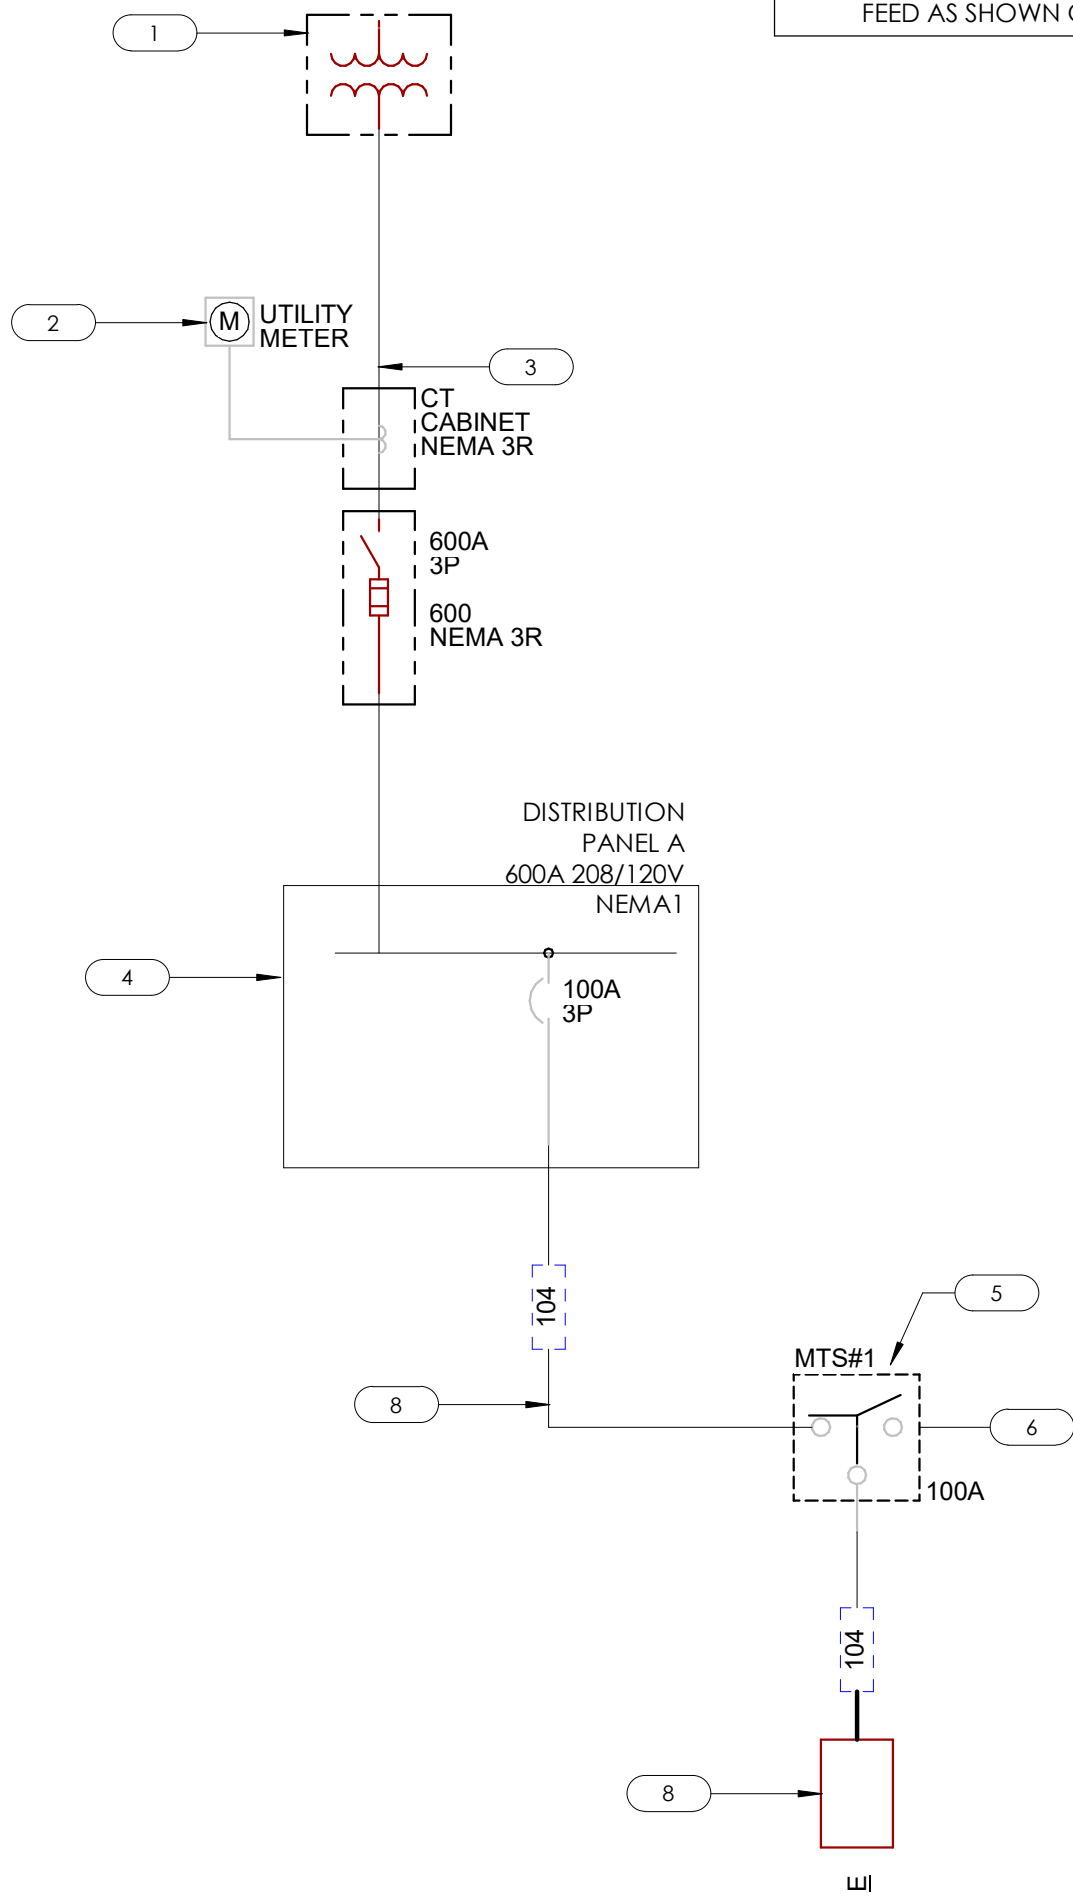 FEED AS SHOWN
1
2
M
UTILITY
METER
3
CT
CABINET
NEMA 3R
600A
3P
600
NEMA 3R
DISTRIBUTION
PANEL A
600A 208/120V
NEMA1
4
100A
3P
104
5
MTS#1
8
6
100A
104
8
E